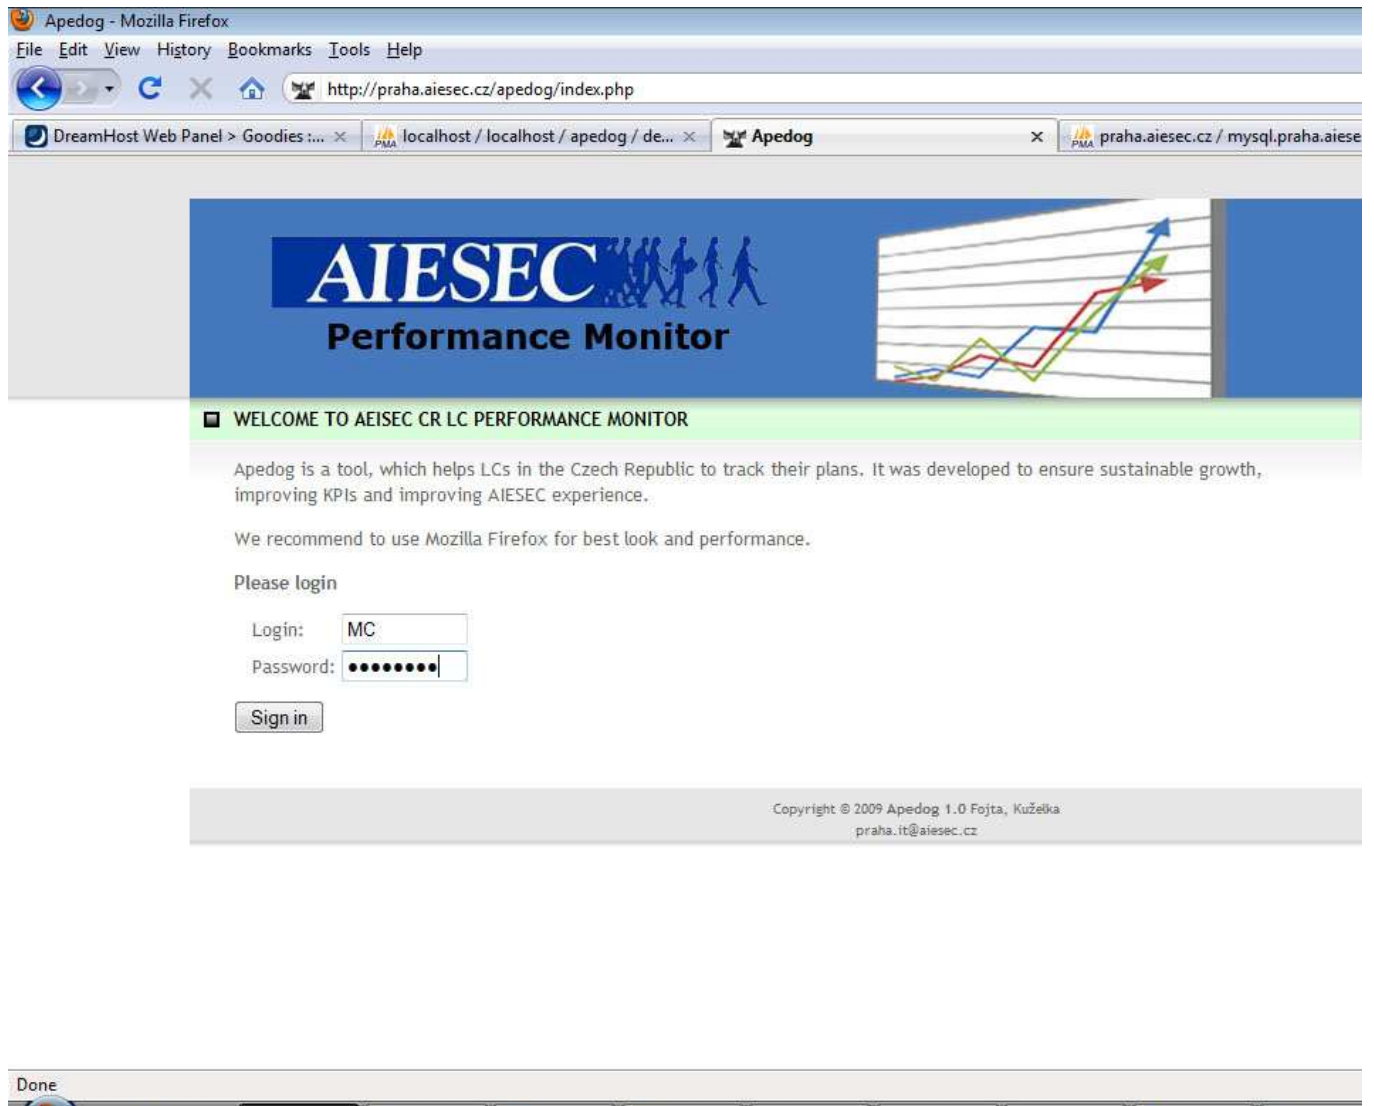 Apedog - Mozilla Firefox
File Edit View History Bookmarks Tools Help
http://praha.aiesec.cz/apedog/index.php
DreamHost Web Panel > Goodies :... localhost / localhost / apedog / de... Apedog praha.aiesec.cz / mysql.praha.aiese
AIESEC
Performance Monitor
WELCOME TO AEISEC CR LC PERFORMANCE MONITOR
Apedog is a tool, which helps LCs in the Czech Republic to track their plans. It was developed to ensure sustainable growth,
improving KPIs and improving AIESEC experience.
We recommend to use Mozilla Firefox for best look and performance.
Please login
Login: MC
Password: ●●●●●●●●
Sign in
Copyright © 2009 Apedog 1.0 Fojta, Kuželka
praha.it@aiesec.cz
Done